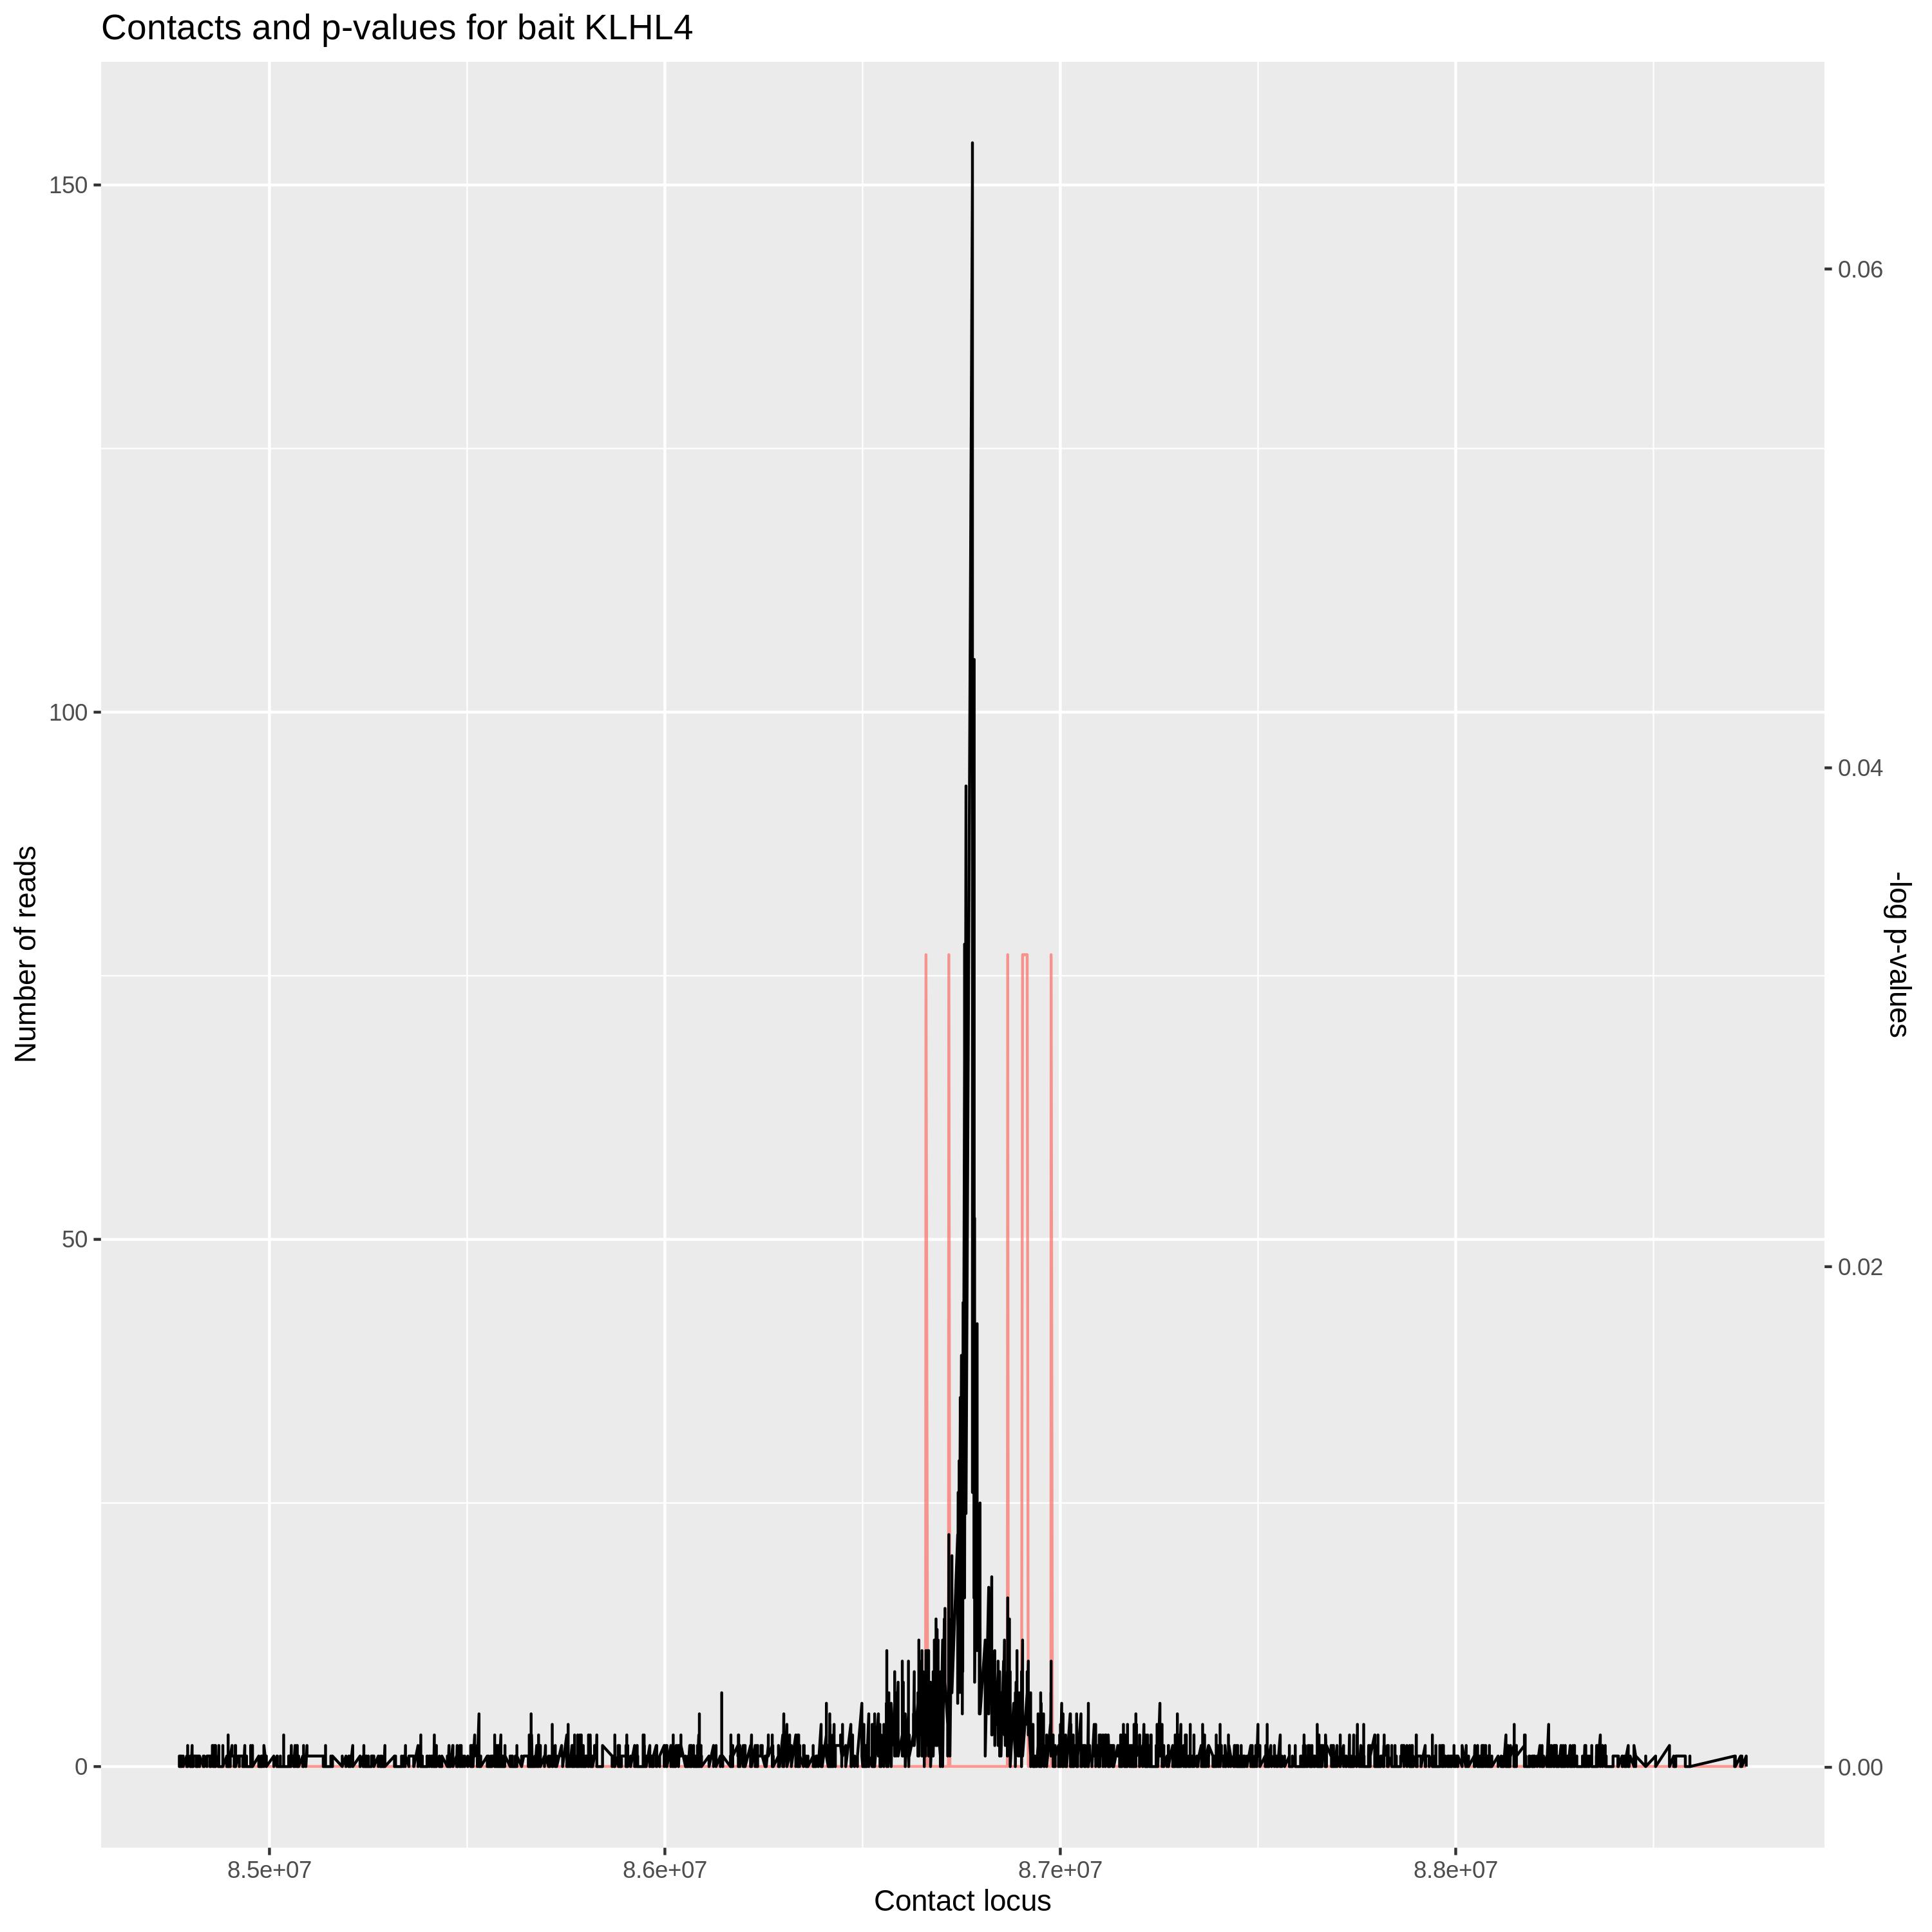 Contacts and p-values for bait KLHL4
150
100
50
0
0.06
0.04
0.02
0.00
Number of reads
-log p-values
8.5e+07
8.6e+07
8.7e+07
8.8e+07
Contact locus